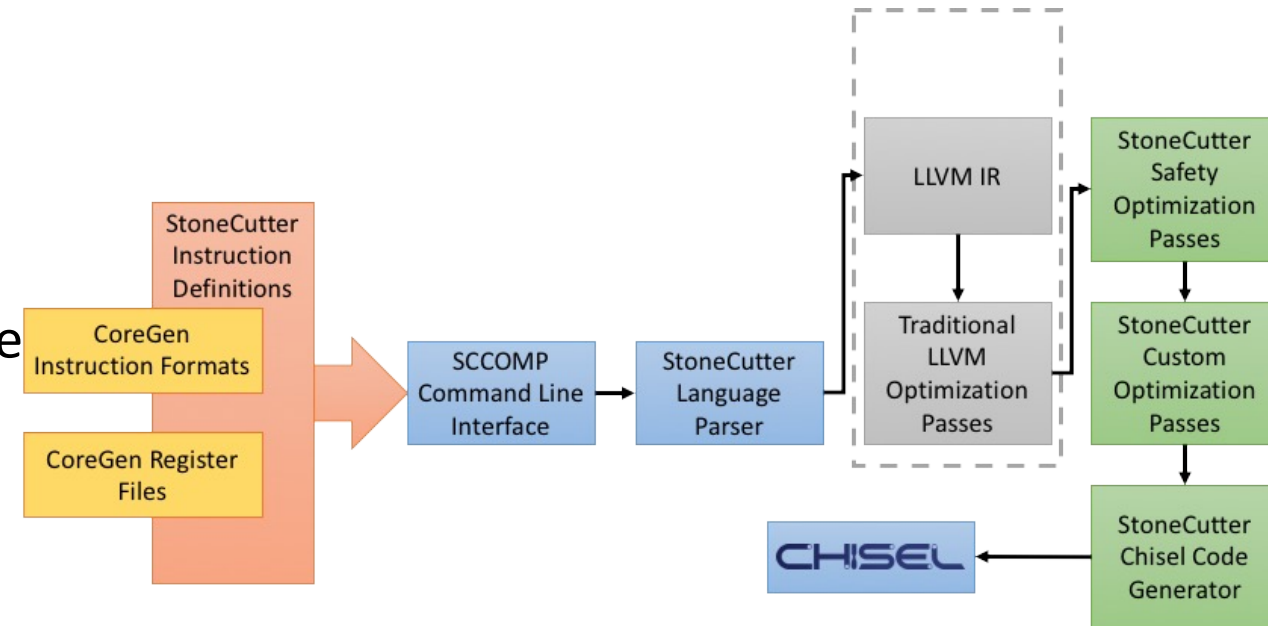 StoneCutter
Instruction
Definitions
e
CoreGen
Instruction Formats
CoreGen Register
Files
SCCOMP
Command Line
Interface
StoneCutter
Language
Parser
LLVM IR
Traditional
LLVM
Optimization
Passes
StoneCutter
Safety
Optimization
Passes
StoneCutter
Custom
Optimization
Passes
StoneCutter
Chisel Code
Generator
CHISEL